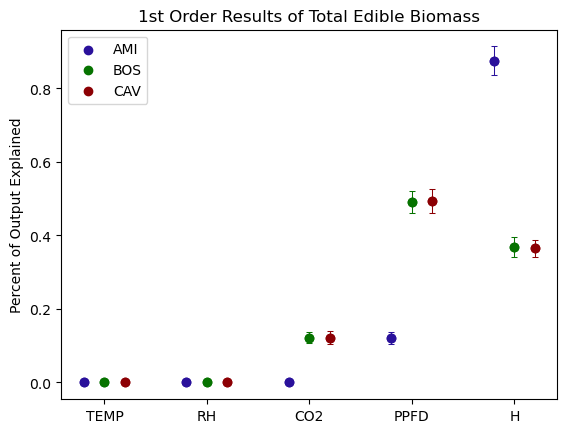 1st Order Results of Total Edible Biomass
AMI
BOS
CAV
Percent of Output Explained
0.8
0.6
0.4
0.2
0.0
TEMP RH CO2 PPFD H